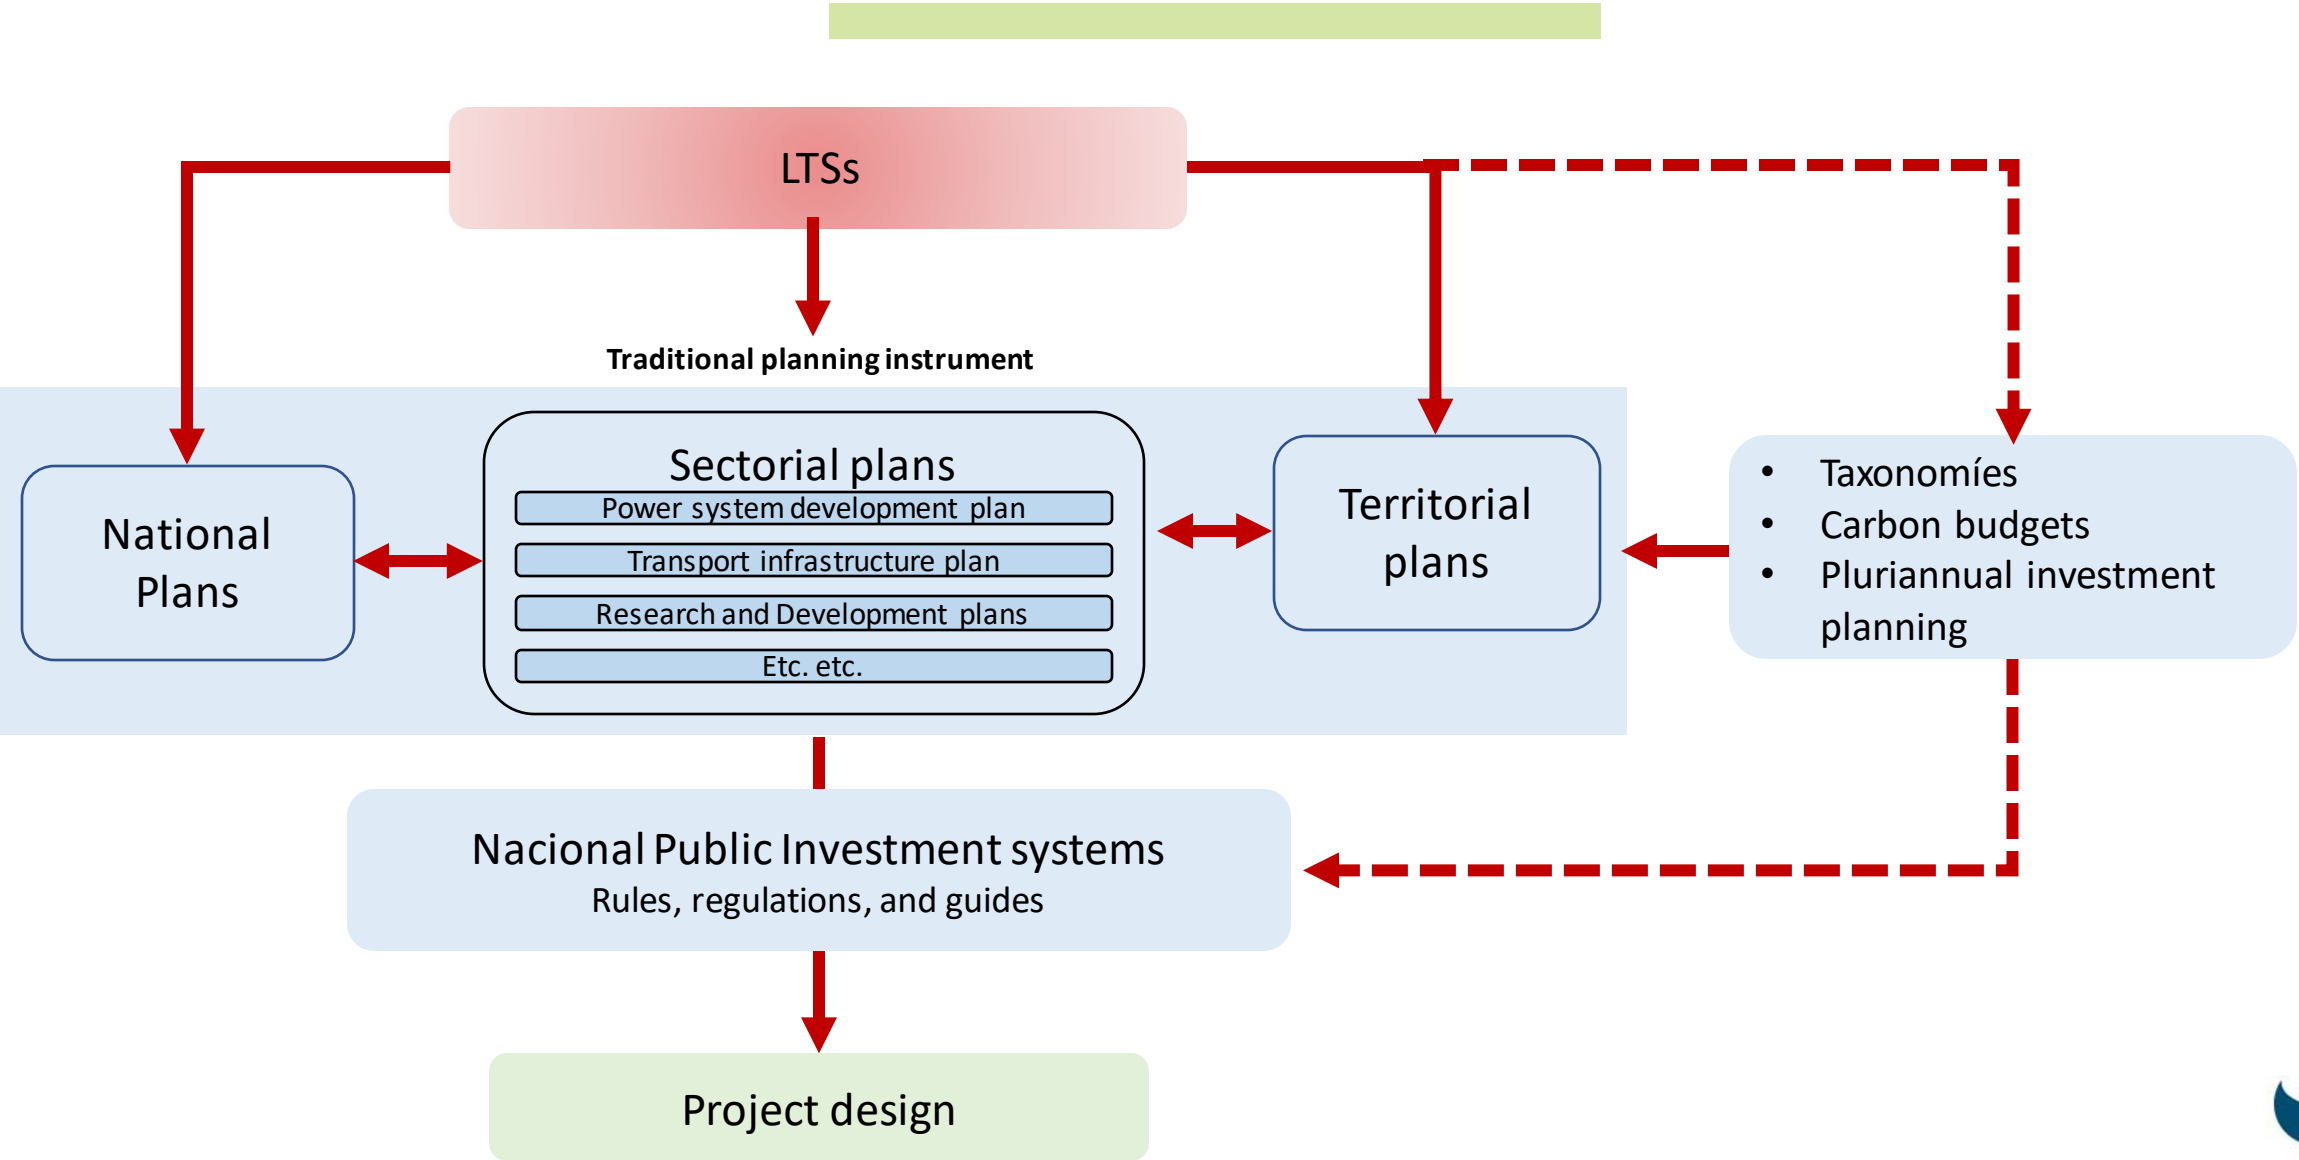 LTSs
Traditional planning instrument
National
Plans
Sectorial plans
Power system development plan
Transport infrastructure plan
Research and Development plans
Etc. etc.
Territorial
plans
• Taxonomíes
• Carbon budgets
• Pluriannual investment
planning
Nacional Public Investment systems
Rules, regulations, and guides
Project design